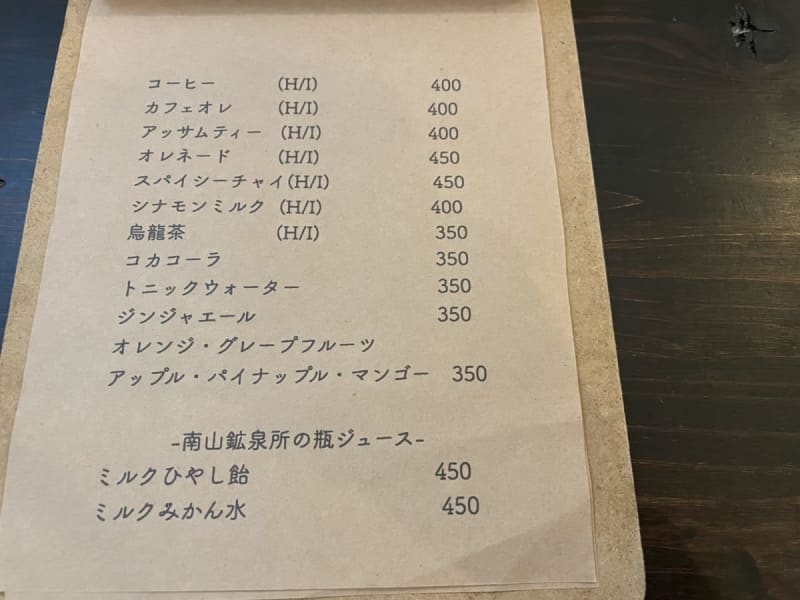 コーヒー (H/I) 400
カフェオレ (H/I) 400
アッサムティー (H/I) 400
オレネード (H/I) 450
スパイシーチャイ(H/I) 450
シナモンミルク (H/I) 400
烏龍茶 (H/I) 350
コカコーラ 350
トニックウォーター 350
ジンジャエール 350
オレンジ・グレープフルーツ
アップル・パイナップル・マンゴー 350
-南山鉱泉所の瓶ジュース-
ミルクひやし飴 450
ミルクみかん水 450